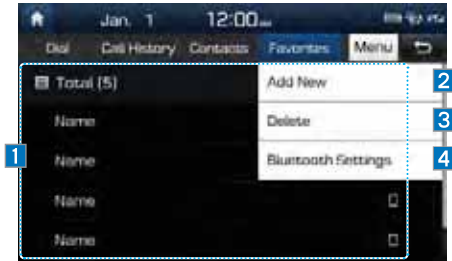 Jan. 1 12:00
Dial Call History Contacts Favorites Menu
Total (5) Add New 2
Name Delete 3
1 Name Bluetooth Settings 4
Name
Name